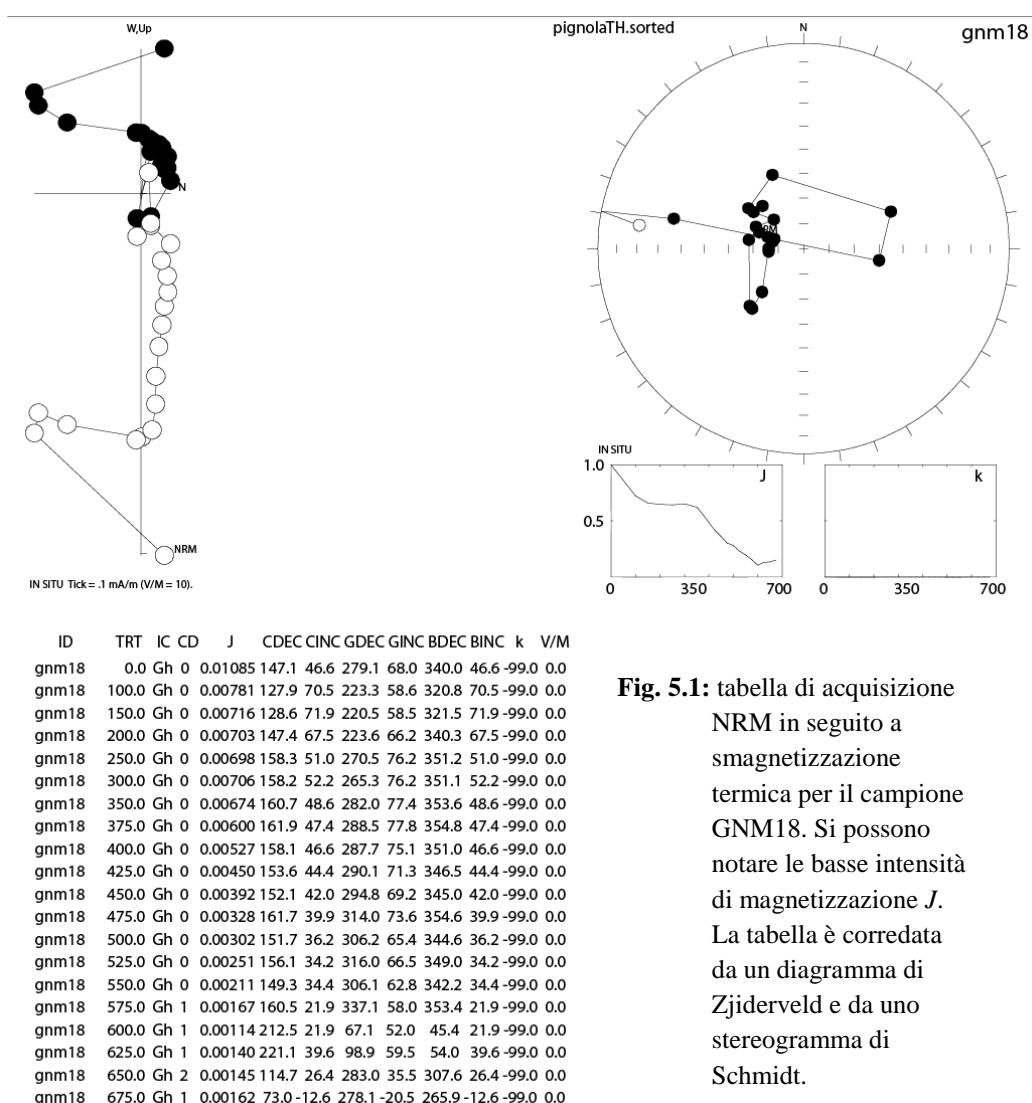 W,Up
N
NRM
IN SITU Tick = .1 mA/m (V/M = 10).
pignolaTH.sorted
N
gnm18
IN SITU
1.0
0.5
J
0 350 700
k
0 350 700
ID TRT IC CD J CDEC CINC GDEC GINC BDEC BINC k V/M
gnm18 0.0 Gh 0 0.01085 147.1 46.6 279.1 68.0 340.0 46.6 -99.0 0.0
gnm18 100.0 Gh 0 0.00781 127.9 70.5 223.3 58.6 320.8 70.5 -99.0 0.0
gnm18 150.0 Gh 0 0.00716 128.6 71.9 220.5 58.5 321.5 71.9 -99.0 0.0
gnm18 200.0 Gh 0 0.00703 147.4 67.5 223.6 66.2 340.3 67.5 -99.0 0.0
gnm18 250.0 Gh 0 0.00698 158.3 51.0 270.5 76.2 351.2 51.0 -99.0 0.0
gnm18 300.0 Gh 0 0.00706 158.2 52.2 265.3 76.2 351.1 52.2 -99.0 0.0
gnm18 350.0 Gh 0 0.00674 160.7 48.6 282.0 77.4 353.6 48.6 -99.0 0.0
gnm18 375.0 Gh 0 0.00600 161.9 47.4 288.5 77.8 354.8 47.4 -99.0 0.0
gnm18 400.0 Gh 0 0.00527 158.1 46.6 287.7 75.1 351.0 46.6 -99.0 0.0
gnm18 425.0 Gh 0 0.00450 153.6 44.4 290.1 71.3 346.5 44.4 -99.0 0.0
gnm18 450.0 Gh 0 0.00392 152.1 42.0 294.8 69.2 345.0 42.0 -99.0 0.0
gnm18 475.0 Gh 0 0.00328 161.7 39.9 314.0 73.6 354.6 39.9 -99.0 0.0
gnm18 500.0 Gh 0 0.00302 151.7 36.2 306.2 65.4 344.6 36.2 -99.0 0.0
gnm18 525.0 Gh 0 0.00251 156.1 34.2 316.0 66.5 349.0 34.2 -99.0 0.0
gnm18 550.0 Gh 0 0.00211 149.3 34.4 306.1 62.8 342.2 34.4 -99.0 0.0
gnm18 575.0 Gh 1 0.00167 160.5 21.9 337.1 58.0 353.4 21.9 -99.0 0.0
gnm18 600.0 Gh 1 0.00114 212.5 21.9 67.1 52.0 45.4 21.9 -99.0 0.0
gnm18 625.0 Gh 1 0.00140 221.1 39.6 98.9 59.5 54.0 39.6 -99.0 0.0
gnm18 650.0 Gh 2 0.00145 114.7 26.4 283.0 35.5 307.6 26.4 -99.0 0.0
gnm18 675.0 Gh 1 0.00162 73.0 -12.6 278.1 -20.5 265.9 -12.6 -99.0 0.0
Fig. 5.1: tabella di acquisizione
NRM in seguito a
smagnetizzazione
termica per il campione
GNM18. Si possono
notare le basse intensità
di magnetizzazione J.
La tabella è corredata
da un diagramma di
Zjiderveld e da uno
stereogramma di
Schmidt.